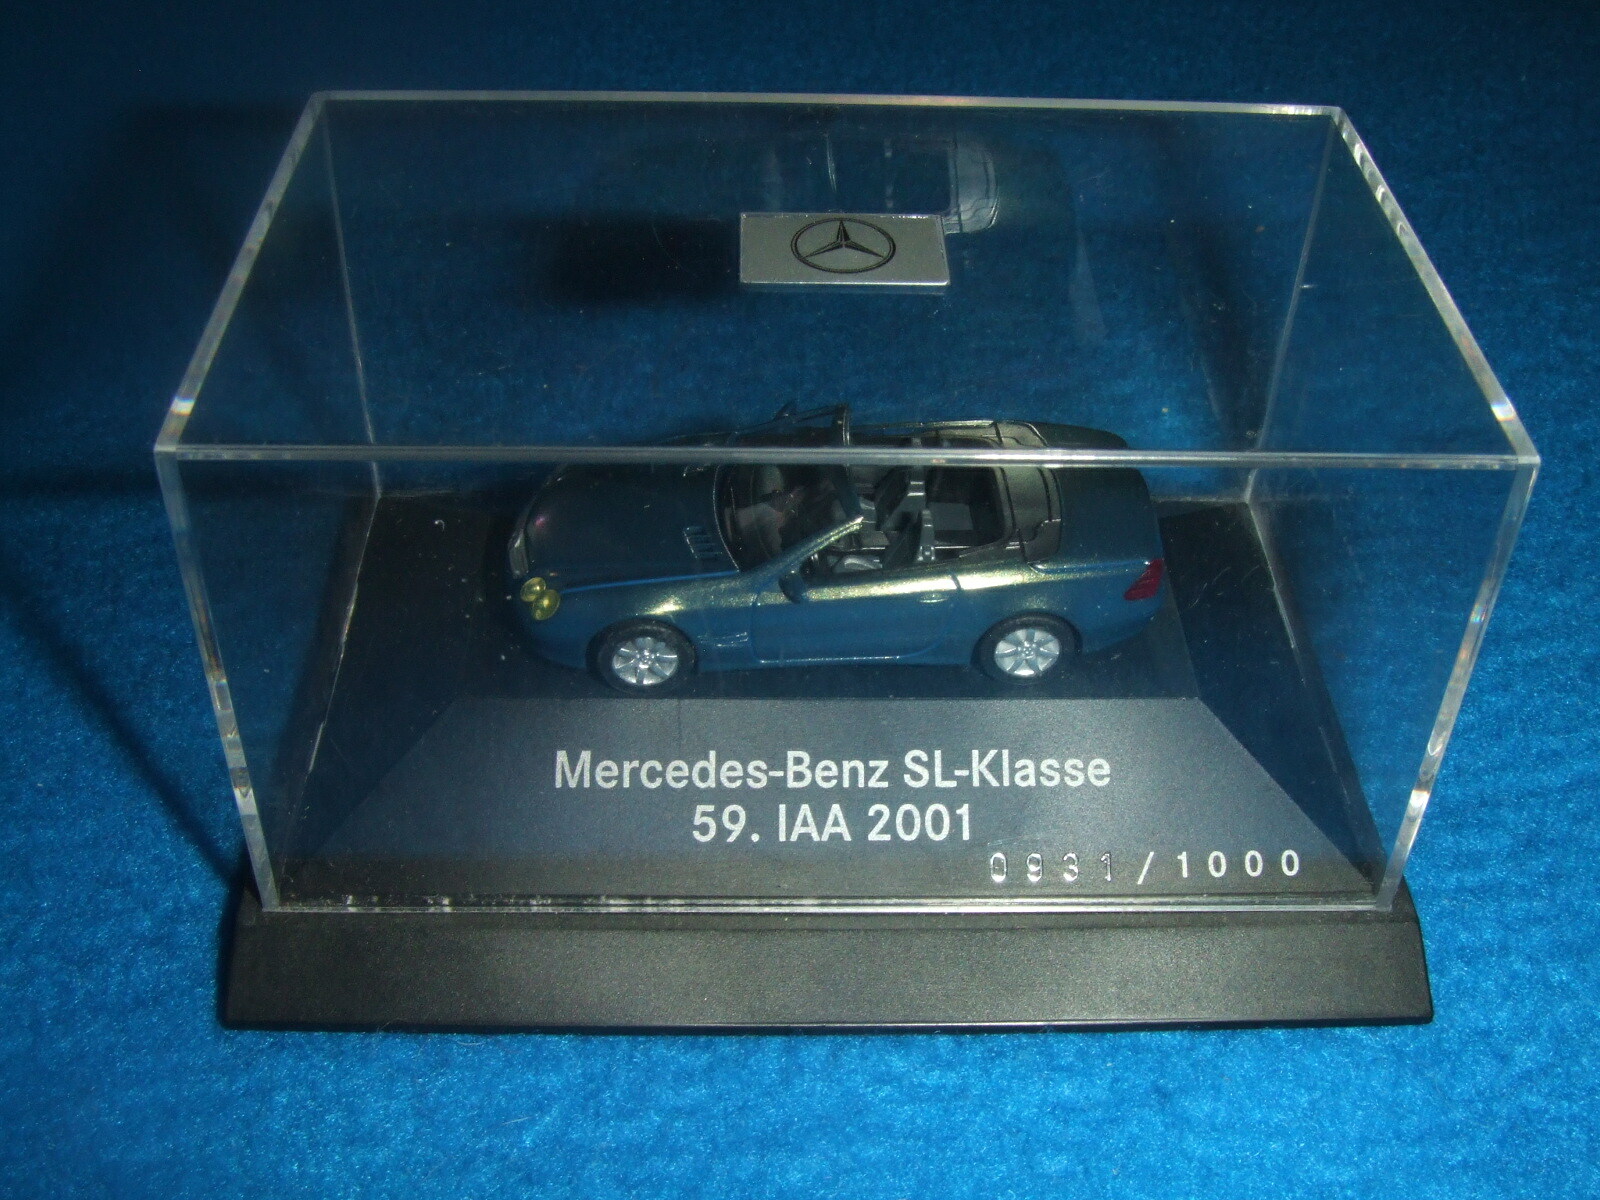 Mercedes-Benz SL-Klasse
59. IAA 2001
0931/1000